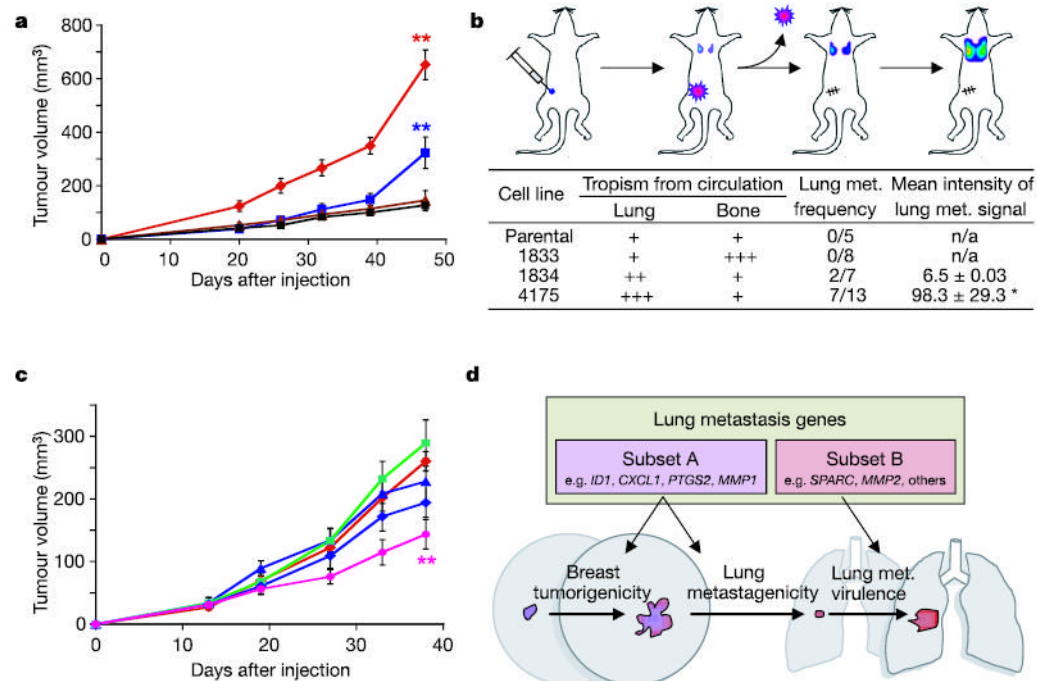 a
800
600
400
200
0
Tumour volume (mm³)
**
**
0 10 20 30 40 50
Days after injection
b
Cell line Tropism from circulation Lung met. frequency Mean intensity of lung met. signal
Lung Bone
Parental + + 0/5 n/a
1833 + +++ 0/8 n/a
1834 ++ + 2/7 6.5 ± 0.03
4175 +++ + 7/13 98.3 ± 29.3 *
c
300
200
100
0
Tumour volume (mm³)
**
0 10 20 30 40
Days after injection
d
Lung metastasis genes
Subset A
e.g. ID1, CXCL1, PTGS2, MMP1
Subset B
e.g. SPARC, MMP2, others
Breast
tumorigenicity
Lung
metastagenicity
Lung met.
virulence